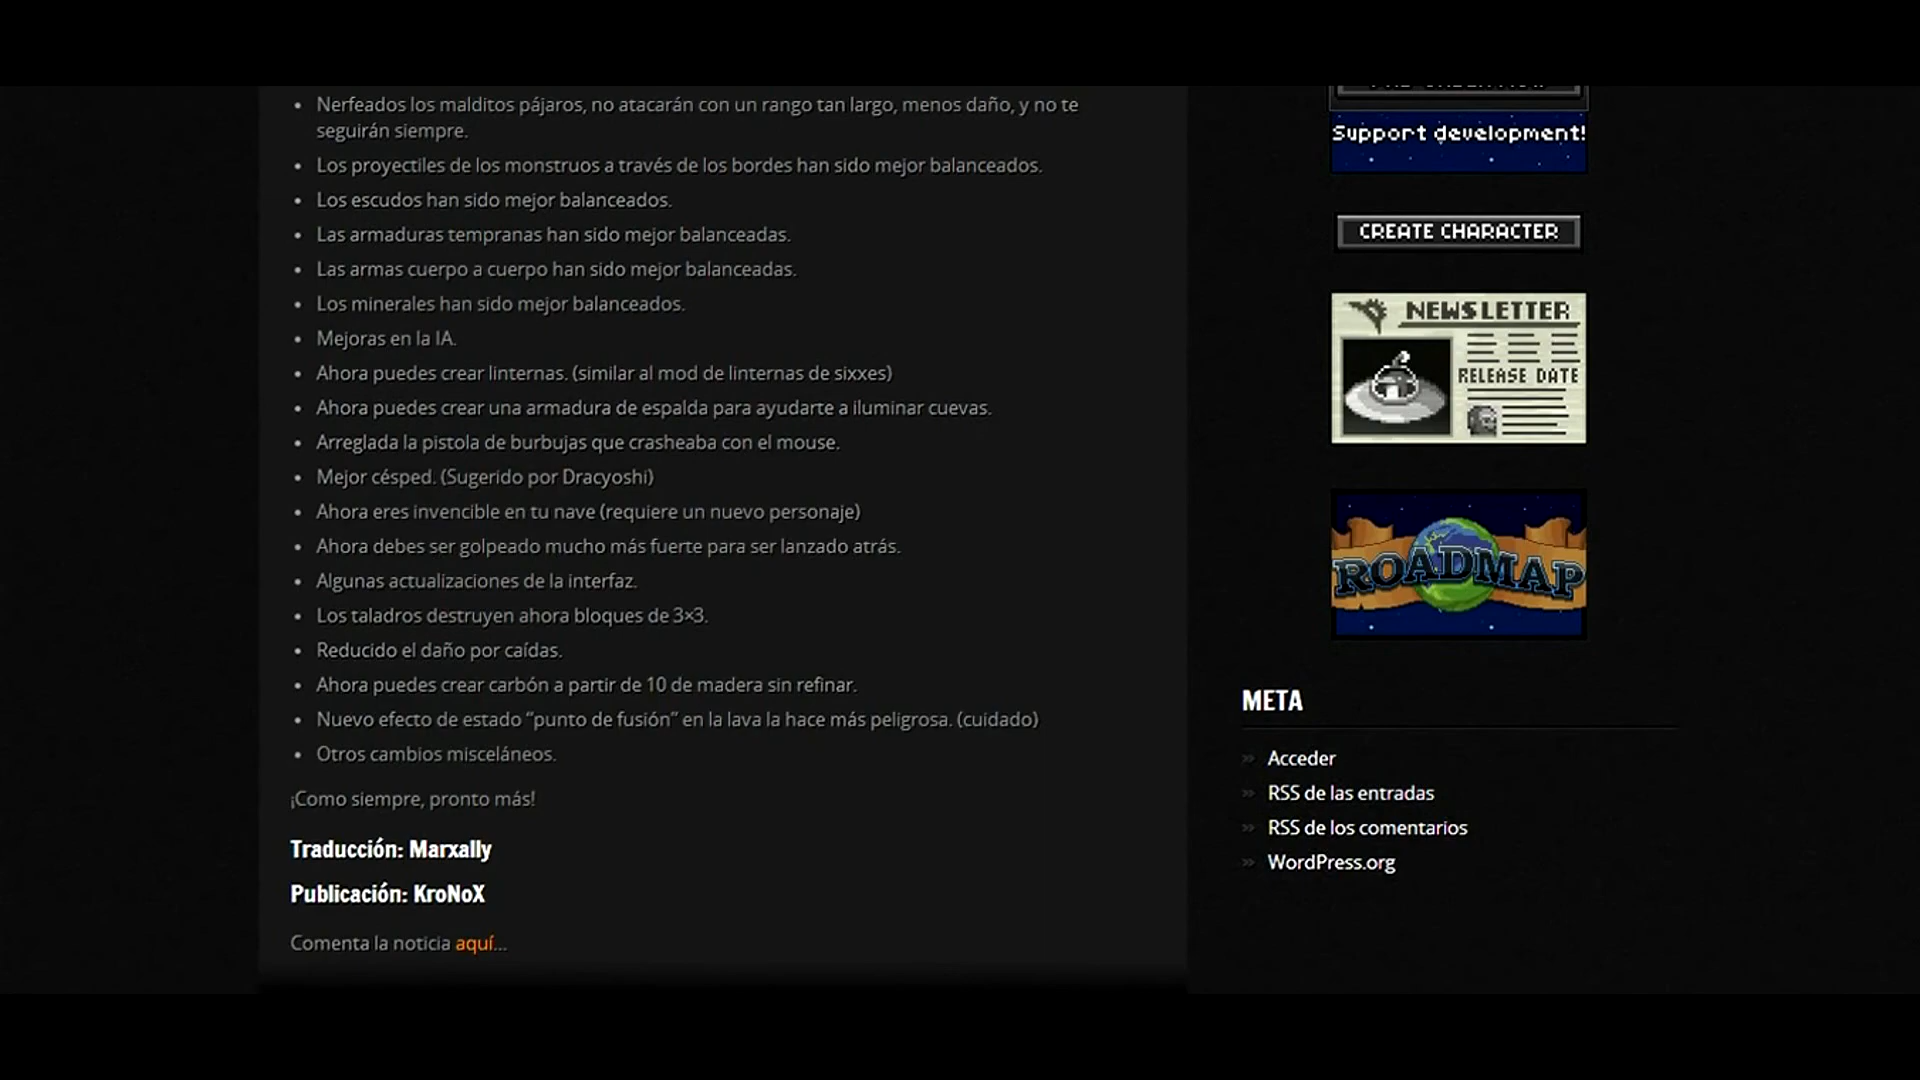 Nerfeados los malditos pájaros, no atacarán con un rango tan largo, menos daño, y no te
seguirán siempre.
Los proyectiles de los monstruos a través de los bordes han sido mejor balanceados.
Los escudos han sido mejor balanceados.
Las armaduras tempranas han sido mejor balanceadas.
Las armas cuerpo a cuerpo han sido mejor balanceadas.
Los minerales han sido mejor balanceados.
Mejoras en la IA.
Ahora puedes crear linternas. (similar al mod de linternas de sixxes)
Ahora puedes crear una armadura de espalda para ayudarte a iluminar cuevas.
Arreglada la pistola de burbujas que crasheaba con el mouse.
Mejor césped. (Sugerido por Dracyoshi)
Ahora eres invencible en tu nave (requiere un nuevo personaje)
Ahora debes ser golpeado mucho más fuerte para ser lanzado atrás.
Algunas actualizaciones de la interfaz.
Los taladros destruyen ahora bloques de 3×3.
Reducido el daño por caídas.
Ahora puedes crear carbón a partir de 10 de madera sin refinar.
Nuevo efecto de estado “punto de fusión” en la lava la hace más peligrosa. (cuidado)
Otros cambios misceláneos.
¡Como siempre, pronto más!
Traducción: Marxally
Publicación: KroNoX
Comenta la noticia aquí...
Support development!
CREATE CHARACTER
NEWSLETTER
RELEASE DATE
ROADMAP
META
Acceder
RSS de las entradas
RSS de los comentarios
WordPress.org